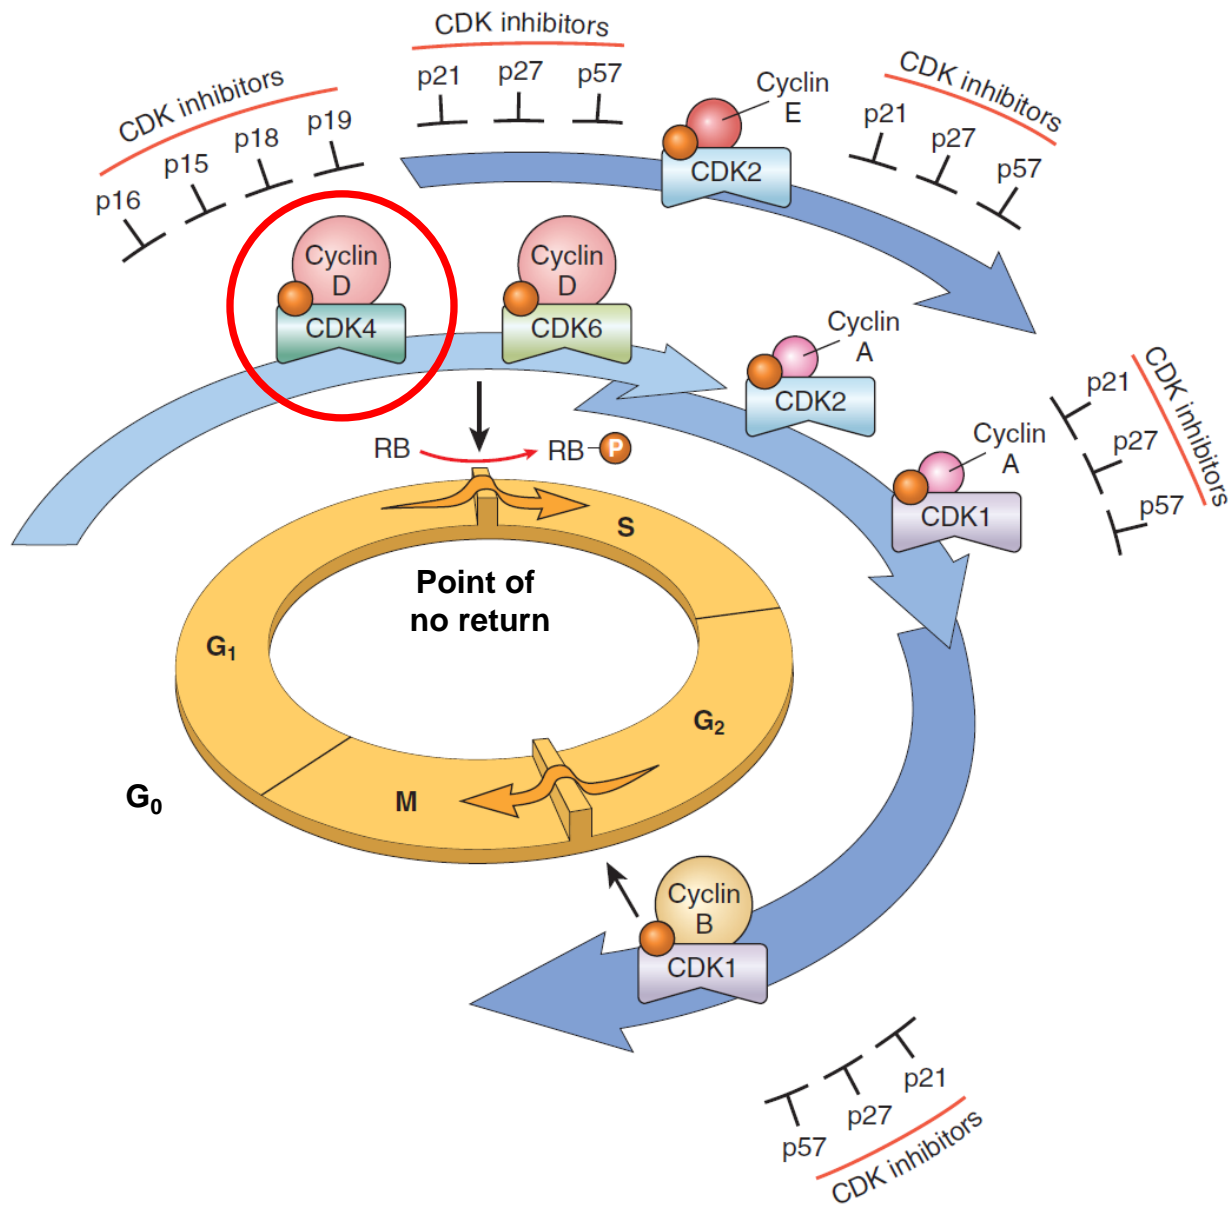 CDK inhibitors
p16
p15
p18
p19
CDK inhibitors
p21
p27
p57
Cyclin
E
CDK2
CDK inhibitors
p21
p27
p57
Cyclin
D
CDK4
Cyclin
D
CDK6
Cyclin
A
CDK2
Cyclin
A
CDK1
CDK inhibitors
p21
p27
p57
RB
RB
P
S
Point of
no return
G₁
G₂
M
G₀
Cyclin
B
CDK1
p21
p27
p57
CDK inhibitors